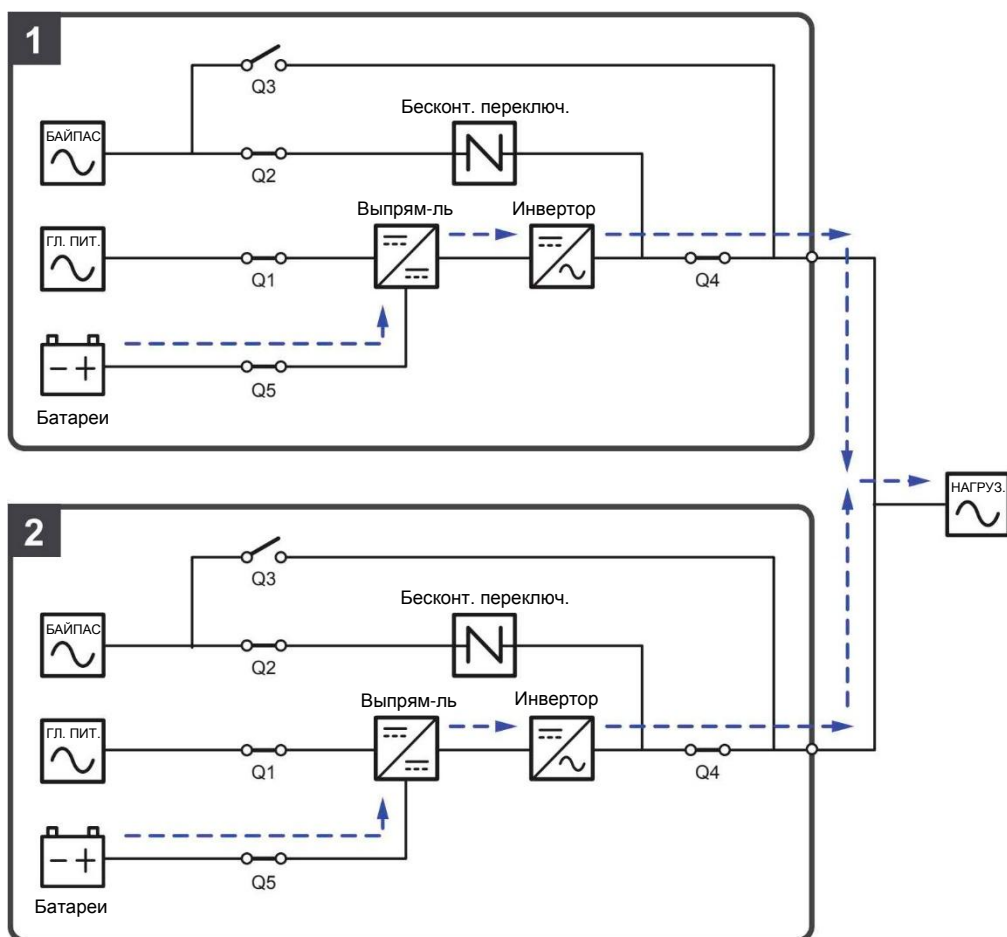 1
Q3
Бесконт. переключ.
БАЙПАС
Q2
Выпрям-ль
Инвертор
ГЛ. ПИТ.
Q1
Q4
Q5
Батареи
НАГРУЗ.
2
Q3
Бесконт. переключ.
БАЙПАС
Q2
Выпрям-ль
Инвертор
ГЛ. ПИТ.
Q1
Q4
Q5
Батареи